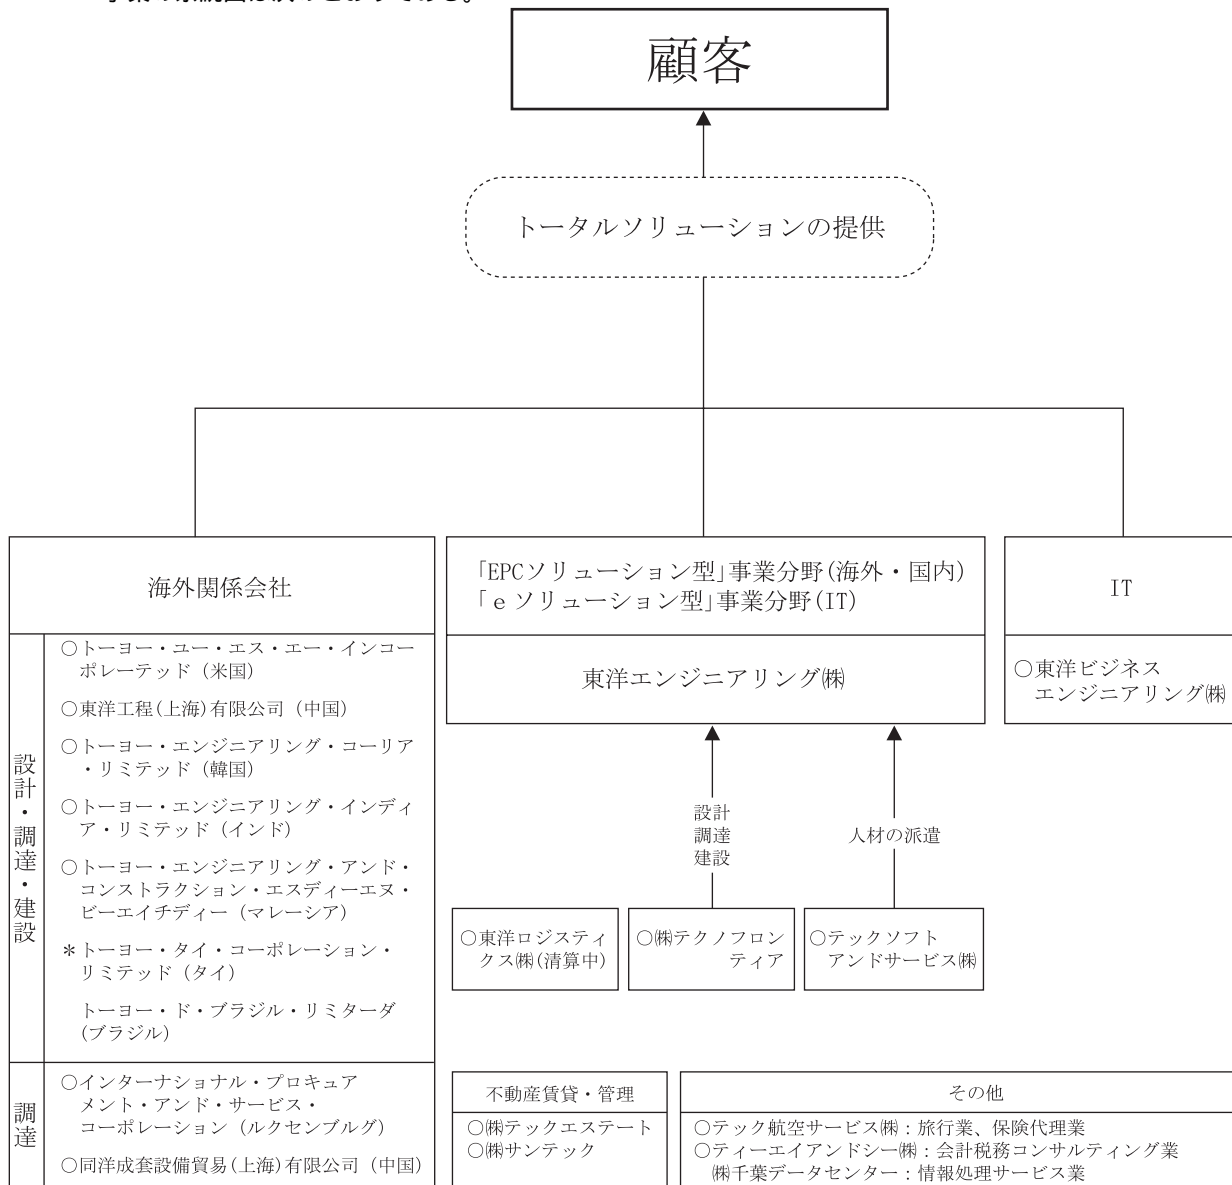 事業の系統図は次のとおりである。
顧客
トータルソリューションの提供
海外関係会社
設計・調達・建設
○トーヨー・ユー・エス・エー・インコー
ポレーテッド（米国）
○東洋工程(上海)有限公司（中国）
○トーヨー・エンジニアリング・コーリア
・リミテッド（韓国）
○トーヨー・エンジニアリング・インディ
ア・リミテッド（インド）
○トーヨー・エンジニアリング・アンド・
コンストラクション・エスディーエヌ・
ビーエイチディー（マレーシア）
＊トーヨー・タイ・コーポレーション・
リミテッド（タイ）
トーヨー・ド・ブラジル・リミターダ
(ブラジル)
調達
○インターナショナル・プロキュア
メント・アンド・サービス・
コーポレーション（ルクセンブルグ）
○同洋成套設備貿易(上海)有限公司（中国）
「EPCソリューション型」事業分野(海外・国内)
「ｅソリューション型」事業分野(IT)
東洋エンジニアリング㈱
設計
調達
建設
人材の派遣
○東洋ロジスティ
クス㈱(清算中)
○㈱テクノフロン
ティア
○テックソフト
アンドサービス㈱
IT
○東洋ビジネス
エンジニアリング㈱
不動産賃貸・管理
○㈱テックエステート
○㈱サンテック
その他
○テック航空サービス㈱：旅行業、保険代理業
○ティーエイアンドシー㈱：会計税務コンサルティング業
㈱千葉データセンター：情報処理サービス業